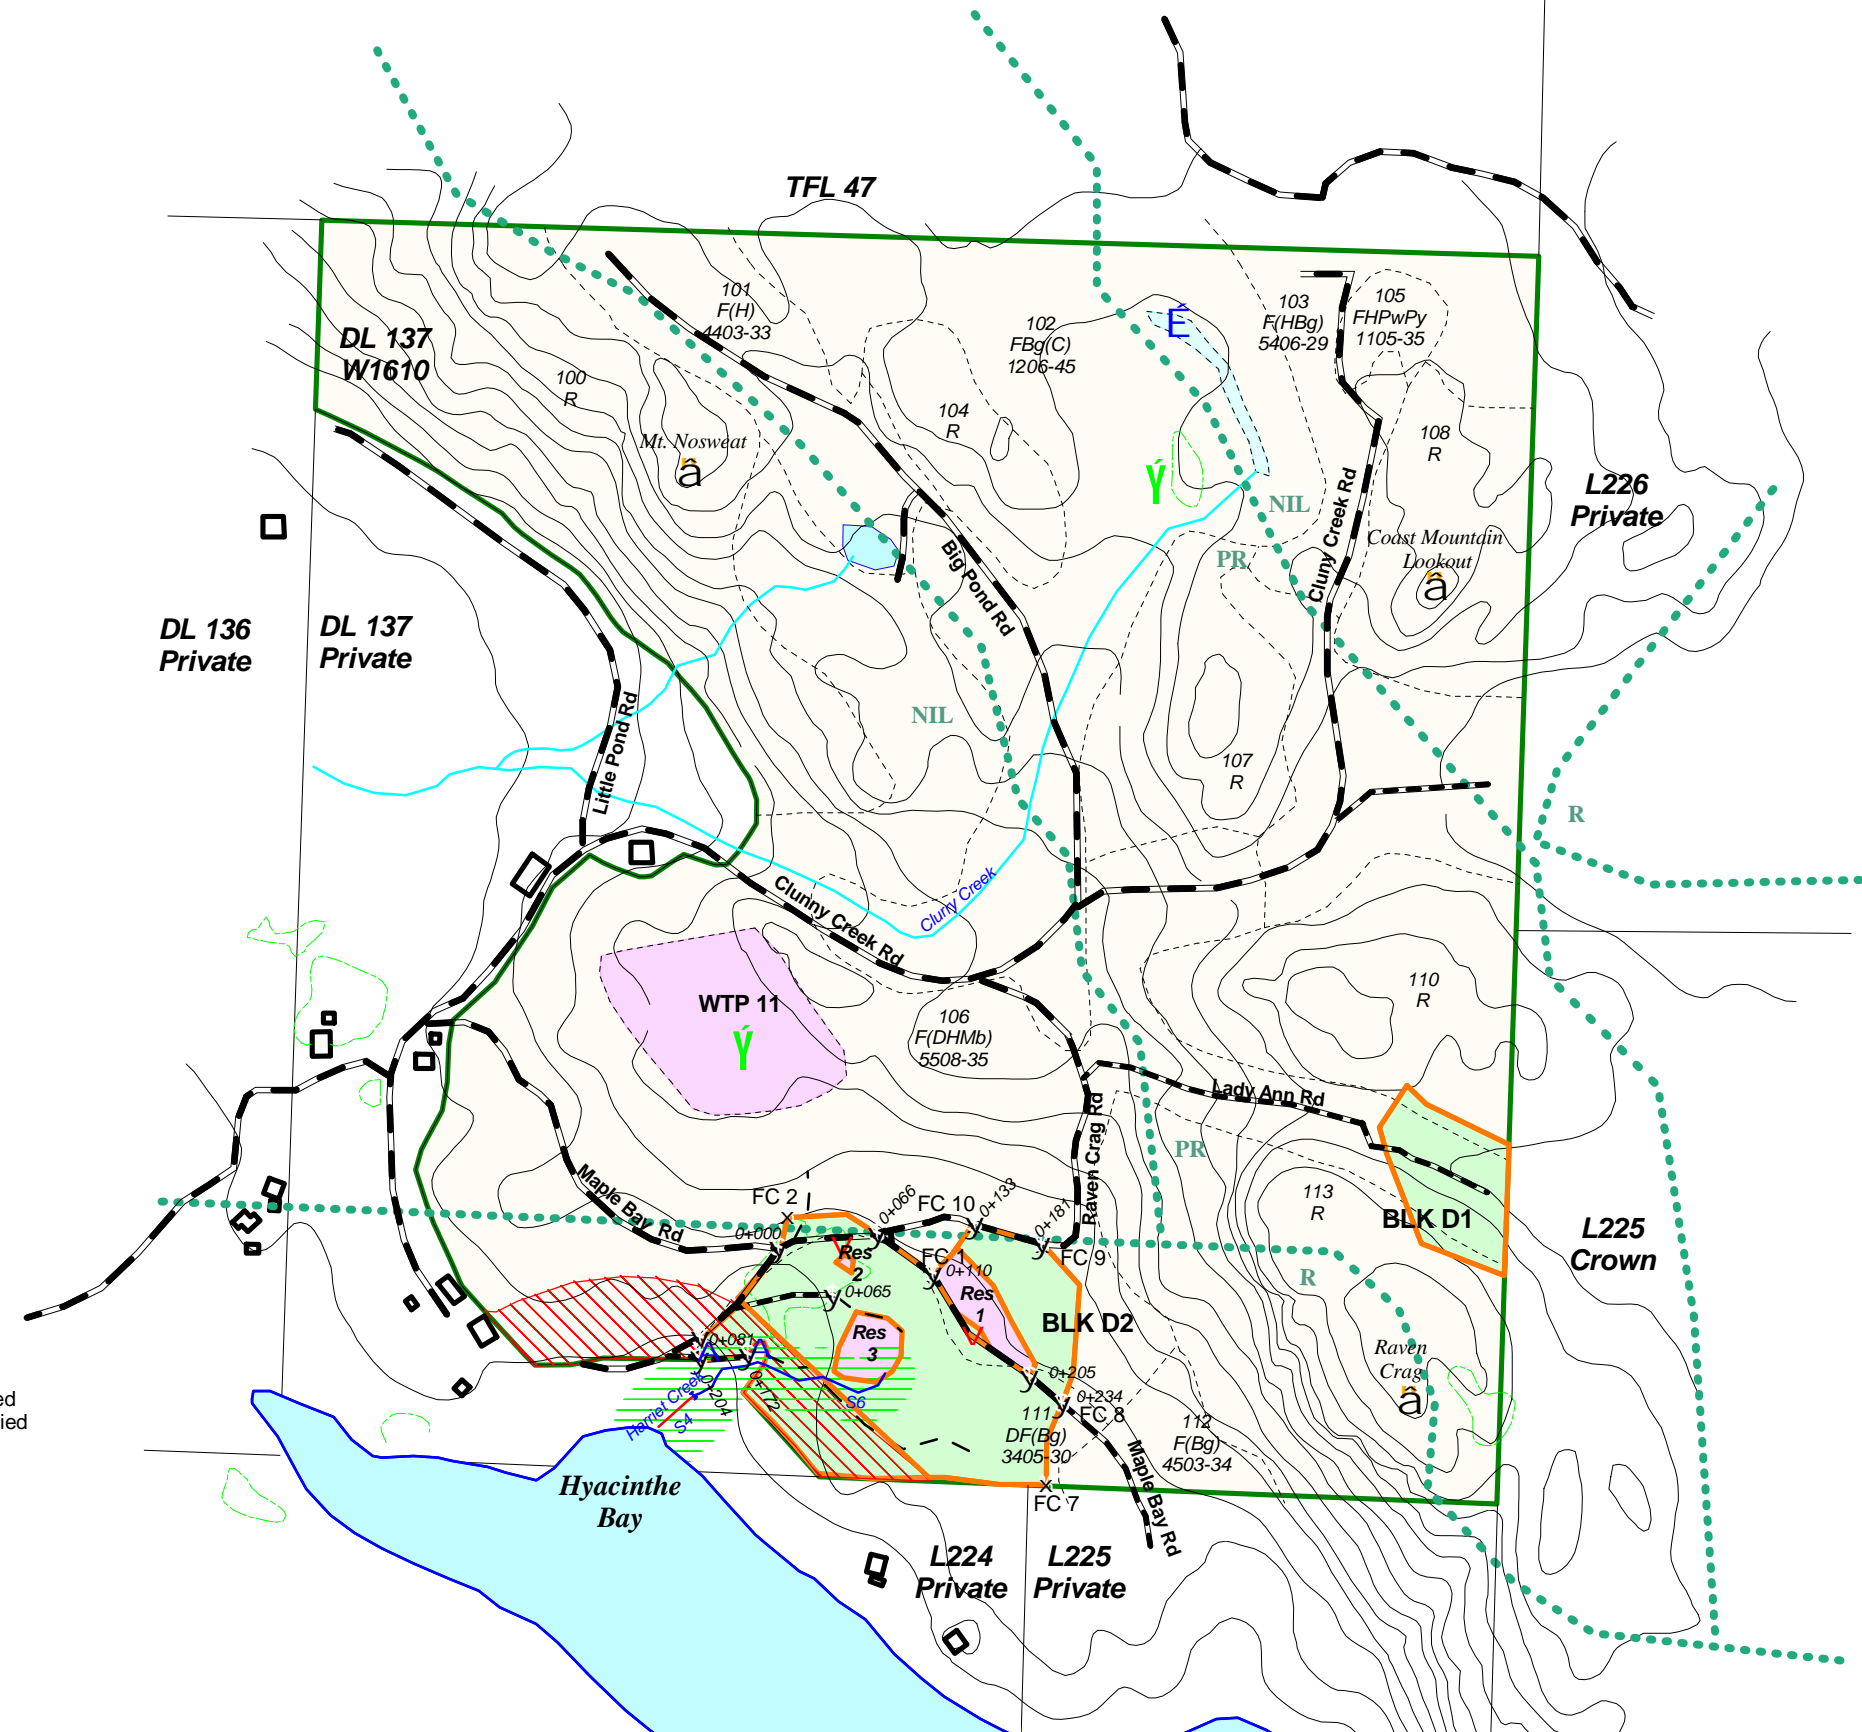 TFL 47
101
F(H)
4403-33
102
FBg(C)
1206-45
É
103
F(HBg)
5406-29
105
FHPwPy
1105-35
DL 137
W1610
100
R
104
R
108
R
Mt. Nosweat
â
Ý
NIL
L226
Private
Cluny Creek Rd
Coast Mountain
Lookout
â
PR
Big Pond Rd
DL 136
Private
DL 137
Private
NIL
Little Pond Rd
107
R
R
Clunny Creek Rd
Clurry Creek
WTP 11
Ý
110
R
106
F(DHMb)
5508-35
Lady Ann Rd
Raven Crag Rd
PR
Maple Bay Rd
FC 2
0+000
0+066
FC 10
0+133
0+181
FC 9
113
R
BLK D1
L225
Crown
Res
2
FC 1
0+110
Res
1
R
0+065
BLK D2
Res
3
0+081
0+172
0+204
Harriet Creek
S4
S6
0+205
0+234
FC 8
111
DF(Bg)
3405-30
112
F(Bg)
4503-34
Raven
Crag
â
ed
ied
Hyacinthe
Bay
FC 7
Maple Bay Rd
L224
Private
L225
Private